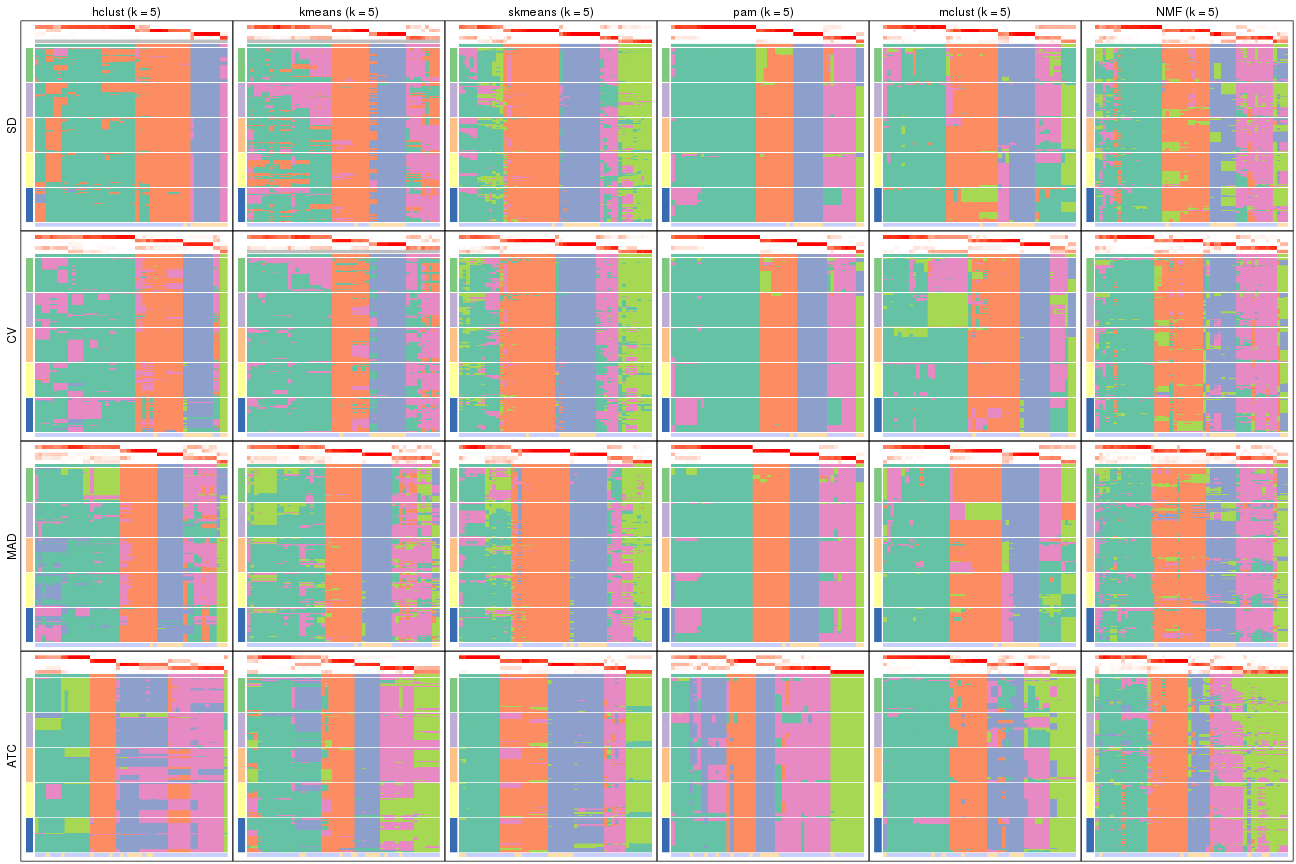 hclust (k = 5) kmeans (k = 5) skmeans (k = 5) pam (k = 5) mclust (k = 5) NMF (k = 5)
SD
CV
MAD
ATC